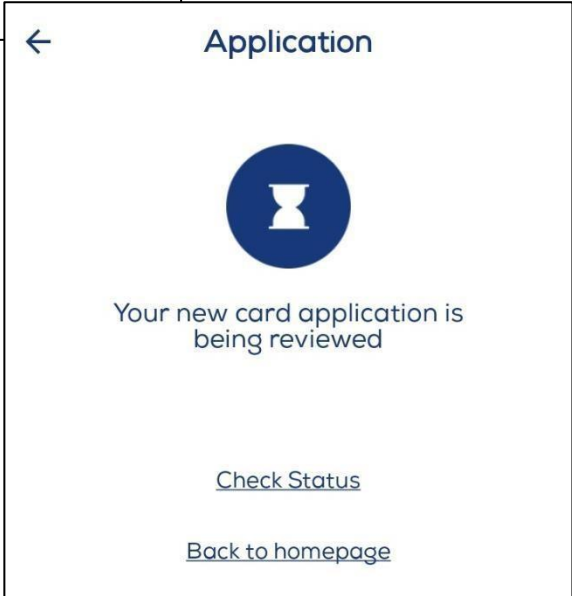 Application
Your new card application is
being reviewed
Check Status
Back to homepage